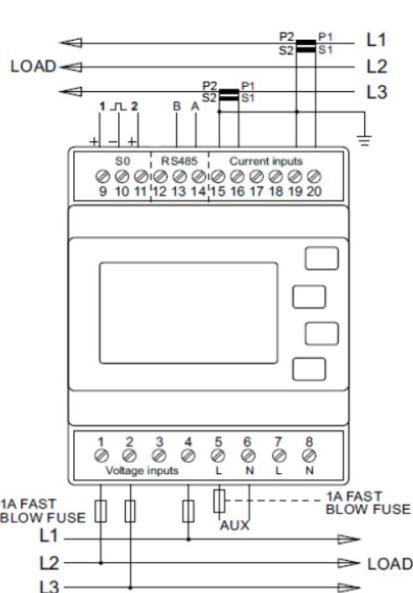 P2 P1 L1
S2 S1
LOAD L2
P2 P1 L3
S2 S1
1 2 B A
+ - +
S0 RS485 Current inputs
9 10 11 12 13 14 15 16 17 18 19 20
1 2 3 4 5 6 7 8
Voltage inputs L N L N
1A FAST
BLOW FUSE
1A FAST
BLOW FUSE
AUX
L1
L2 LOAD
L3